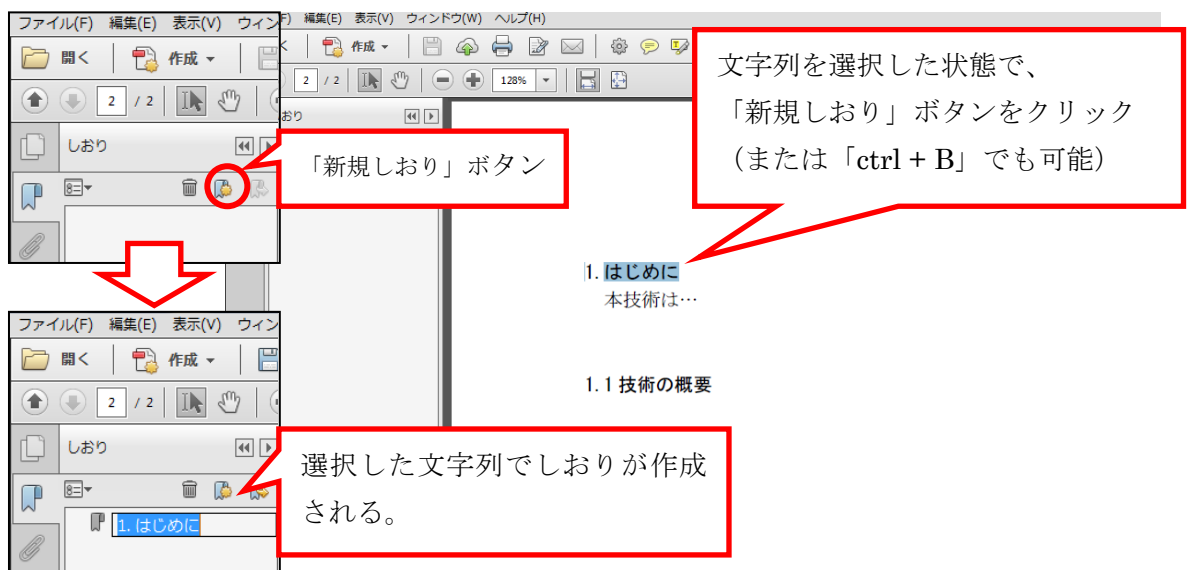 ファイル(F) 編集(E) 表示(V) ウィン
開く 作成
2 / 2
しおり
F) 編集(E) 表示(V) ウィンドウ(W) ヘルプ(H)
作成
2 / 2 128%
おり
「新規しおり」ボタン
文字列を選択した状態で、
「新規しおり」ボタンをクリック
（または「ctrl + B」でも可能）
1. はじめに
本技術は…
1.1 技術の概要
ファイル(F) 編集(E) 表示(V) ウィン
開く 作成
2 / 2
しおり
1. はじめに
選択した文字列でしおりが作成
される。